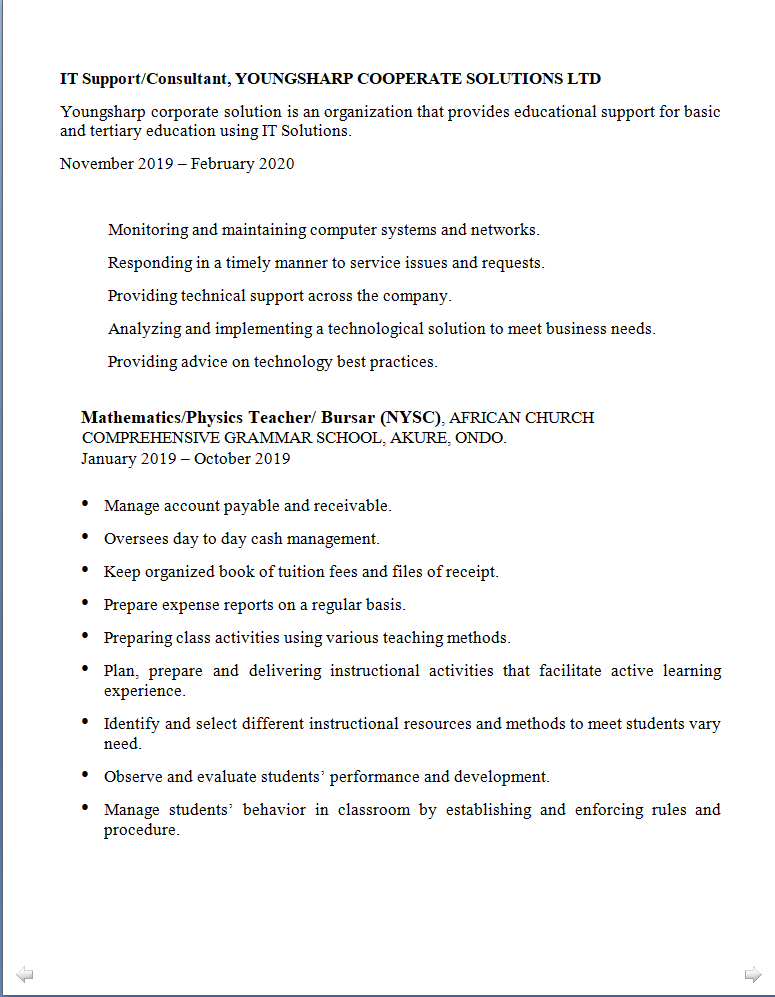 IT Support/Consultant, YOUNGSHARP COOPERATE SOLUTIONS LTD
Youngsharp corporate solution is an organization that provides educational support for basic
and tertiary education using IT Solutions.
November 2019 – February 2020
Monitoring and maintaining computer systems and networks.
Responding in a timely manner to service issues and requests.
Providing technical support across the company.
Analyzing and implementing a technological solution to meet business needs.
Providing advice on technology best practices.
Mathematics/Physics Teacher/ Bursar (NYSC), AFRICAN CHURCH
COMPREHENSIVE GRAMMAR SCHOOL, AKURE, ONDO.
January 2019 – October 2019
• Manage account payable and receivable.
• Oversees day to day cash management.
• Keep organized book of tuition fees and files of receipt.
• Prepare expense reports on a regular basis.
• Preparing class activities using various teaching methods.
• Plan, prepare and delivering instructional activities that facilitate active learning
experience.
• Identify and select different instructional resources and methods to meet students vary
need.
• Observe and evaluate students’ performance and development.
• Manage students’ behavior in classroom by establishing and enforcing rules and
procedure.